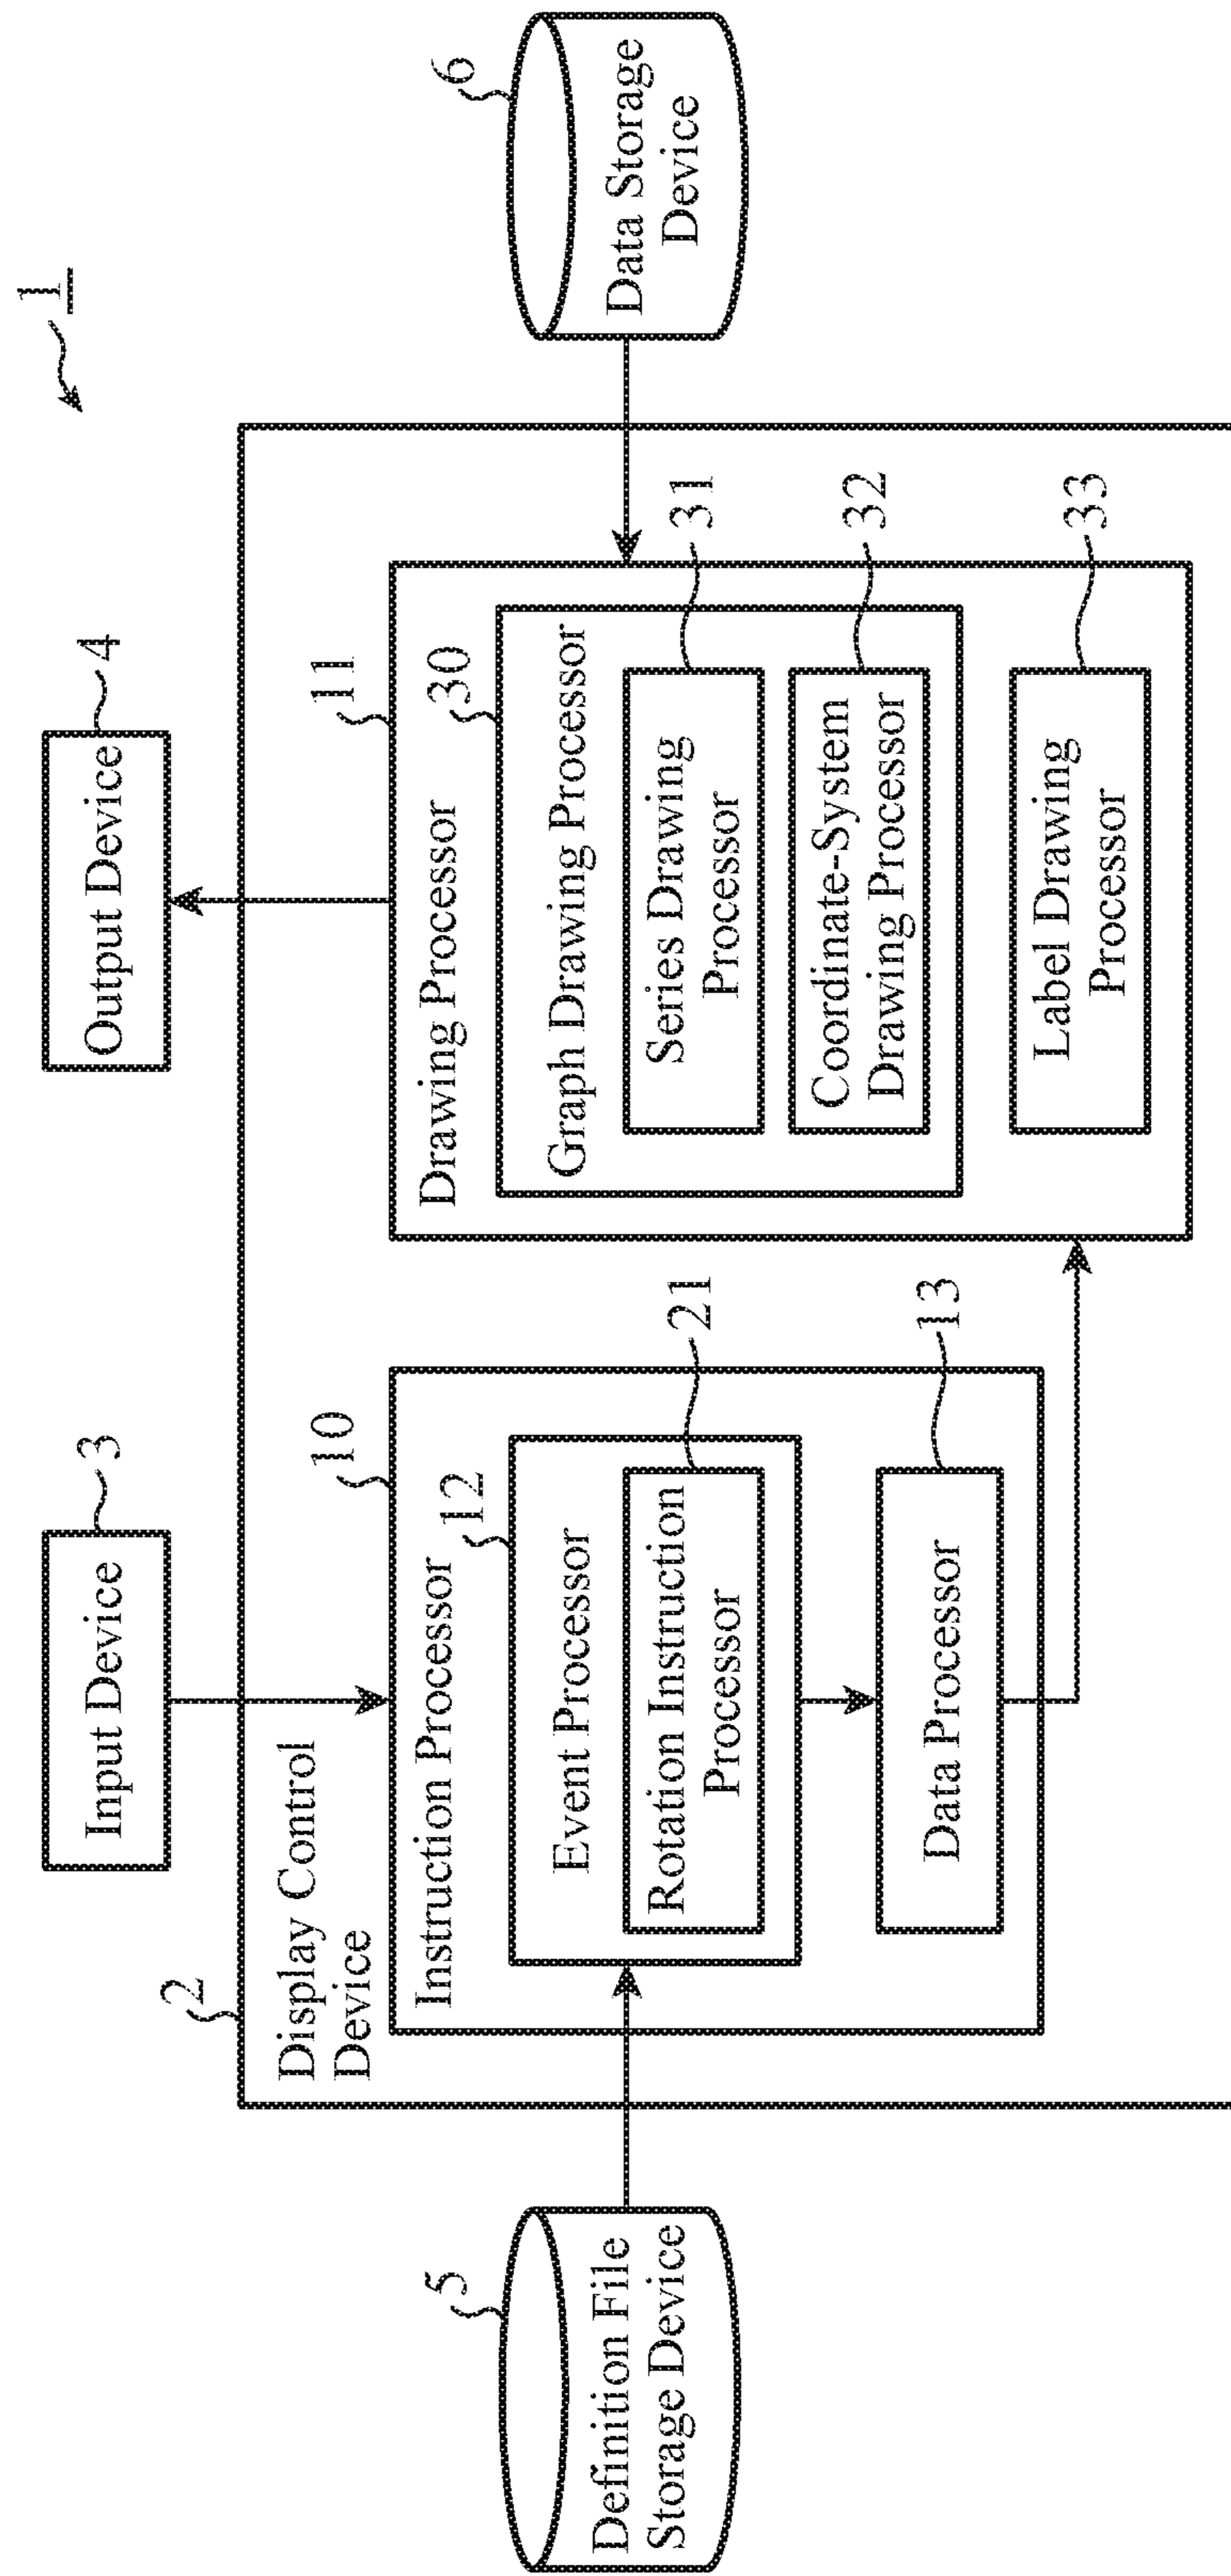 1
Input Device
3
Output Device
4
2
Display Control
Device
5
Definition File
Storage Device
10
Instruction Processor
12
Event Processor
Rotation Instruction
Processor
21
Data Processor
13
11
Drawing Processor
30
Graph Drawing Processor
Series Drawing
Processor
31
Coordinate-System
Drawing Processor
32
Label Drawing
Processor
33
6
Data Storage
Device